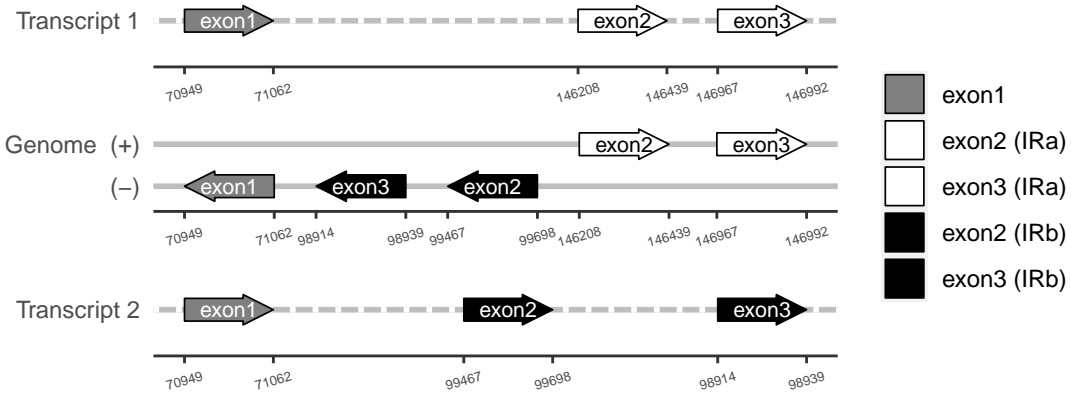 Transcript 1 exon1 exon2 exon3
70949 71062 146208 146439 146967 146992
Genome (+) exon2 exon3
(−) exon1 exon3 exon2
70949 71062 98914 98939 99467 99698 146208 146439 146967 146992
Transcript 2 exon1 exon2 exon3
70949 71062 99467 99698 98914 98939
exon1
exon2 (IRa)
exon3 (IRa)
exon2 (IRb)
exon3 (IRb)